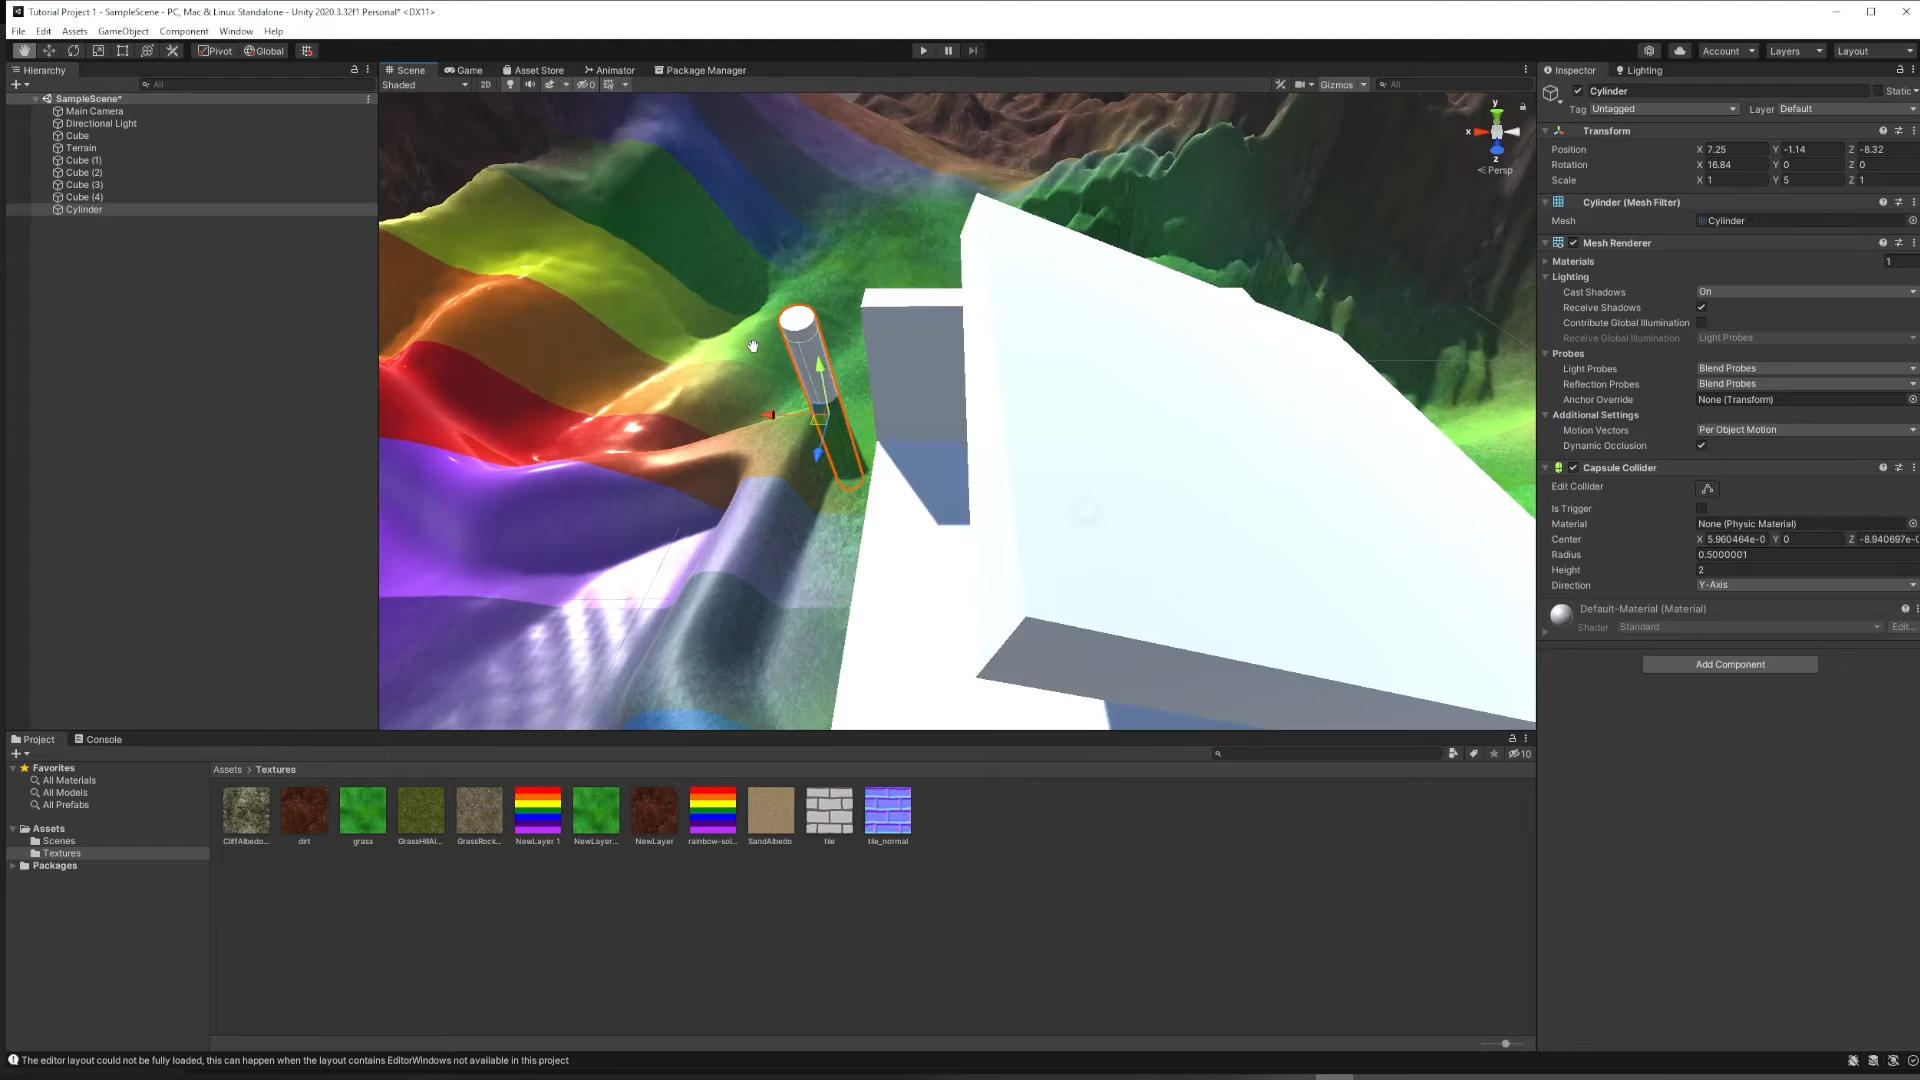 Tutorial Project 1 - SampleScene - PC, Mac & Linux Standalone - Unity 2020.3.32f1 Personal* <DX11>
File Edit Assets GameObject Component Window Help
Pivot Global Account Layers Layout
Hierarchy
All
SampleScene*
Main Camera
Directional Light
Cube
Terrain
Cube (1)
Cube (2)
Cube (3)
Cube (4)
Cylinder
Scene Game Asset Store Animator Package Manager
Shaded 2D 0 Gizmos All
y
x
z
Persp
Inspector Lighting
Cylinder Static
Tag Untagged Layer Default
Transform
Position X 7.25 Y -1.14 Z -8.32
Rotation X 16.84 Y 0 Z 0
Scale X 1 Y 5 Z 1
Cylinder (Mesh Filter)
Mesh Cylinder
Mesh Renderer
Materials 1
Lighting
Cast Shadows On
Receive Shadows
Contribute Global Illumination
Receive Global Illumination Light Probes
Probes
Light Probes Blend Probes
Reflection Probes Blend Probes
Anchor Override None (Transform)
Additional Settings
Motion Vectors Per Object Motion
Dynamic Occlusion
Capsule Collider
Edit Collider
Is Trigger
Material None (Physic Material)
Center X 5.960464e-0 Y 0 Z -8.940697e-0
Radius 0.5000001
Height 2
Direction Y-Axis
Default-Material (Material)
Shader Standard Edit...
Add Component
Project Console
10
Favorites
All Materials
All Models
All Prefabs
Assets
Scenes
Textures
Packages
Assets > Textures
CliffAlbedo... dirt grass GrassHillAl... GrassRock... NewLayer 1 NewLayer... NewLayer rainbow-sol... SandAlbedo tile tile_normal
The editor layout could not be fully loaded, this can happen when the layout contains EditorWindows not available in this project